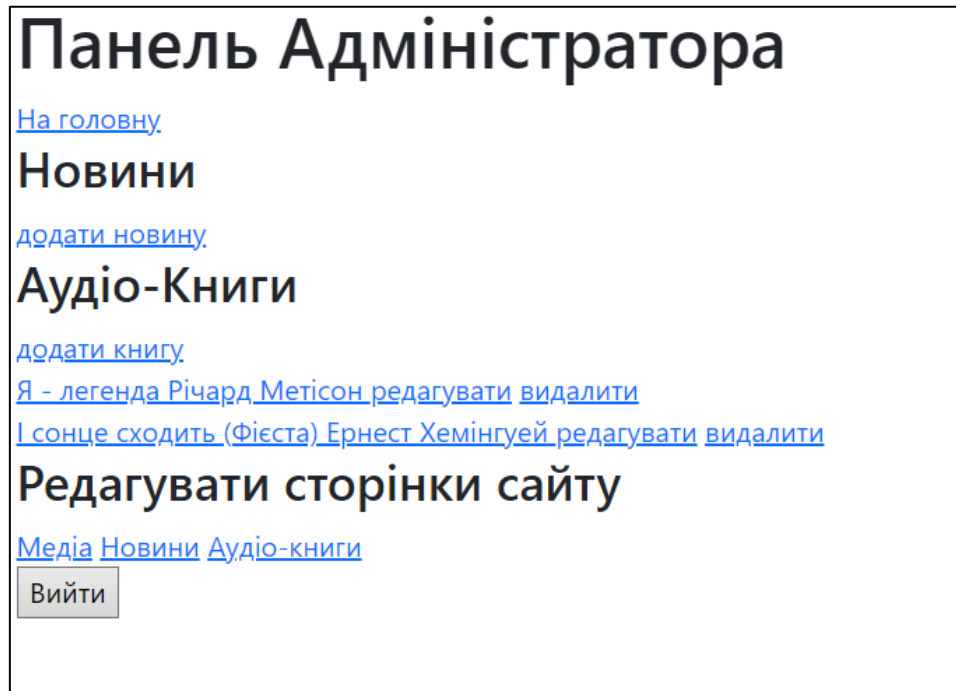 Панель Адміністратора
На головну
Новини
додати новину
Аудіо-Книги
додати книгу
Я - легенда Річард Метісон редагувати видалити
І сонце сходить (Фієста) Ернест Хемінгуей редагувати видалити
Редагувати сторінки сайту
Медіа Новини Аудіо-книги
Вийти